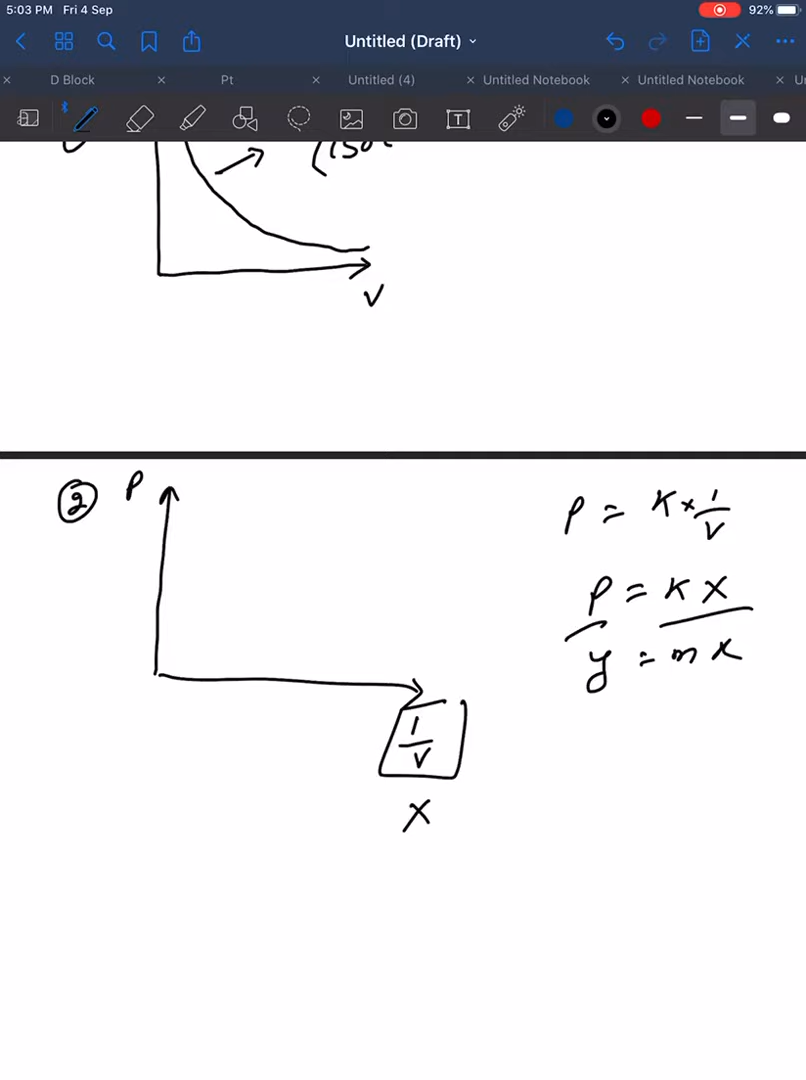 5:03 PM Fri 4 Sep
92%
Untitled (Draft)
D Block
Pt
Untitled (4)
Untitled Notebook
Untitled Notebook
T
V
2
P
P = K × 1/V
P = K X
y = m x
1/V
X